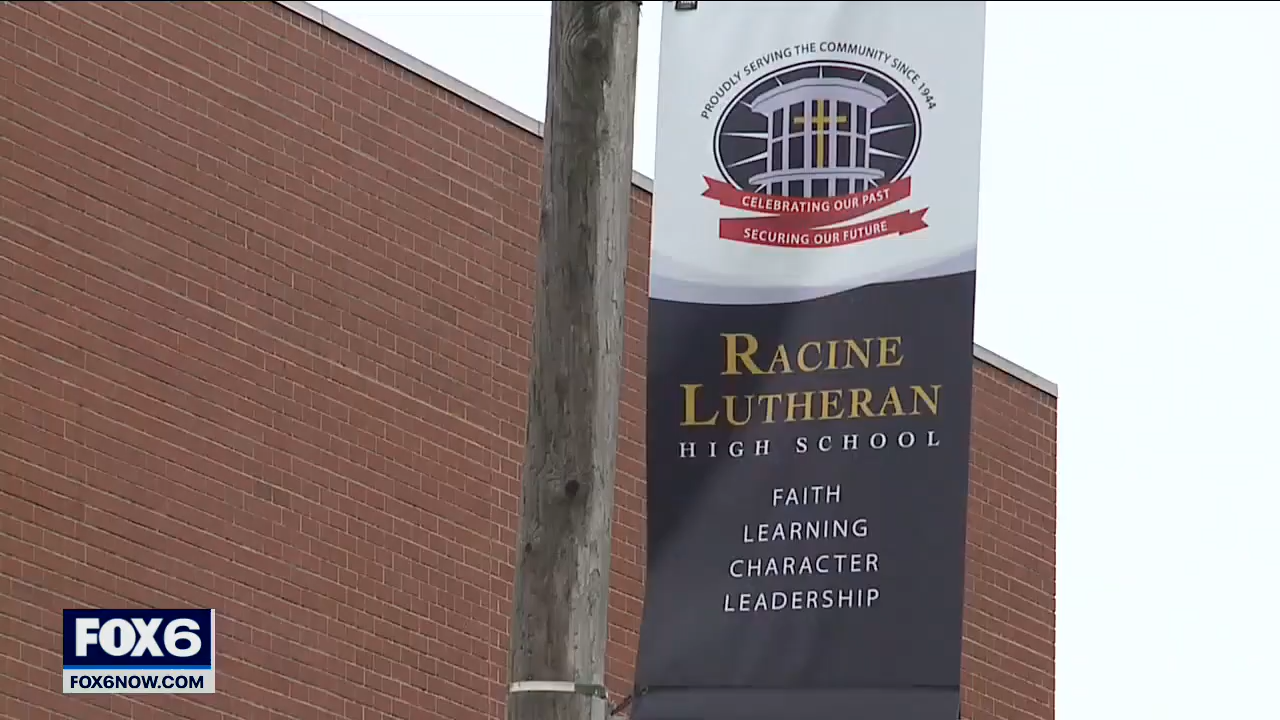 PROUDLY SERVING THE COMMUNITY SINCE 1944
CELEBRATING OUR PAST
SECURING OUR FUTURE
RACINE
LUTHERAN
HIGH SCHOOL
FAITH
LEARNING
CHARACTER
LEADERSHIP
FOX6
FOX6NOW.COM